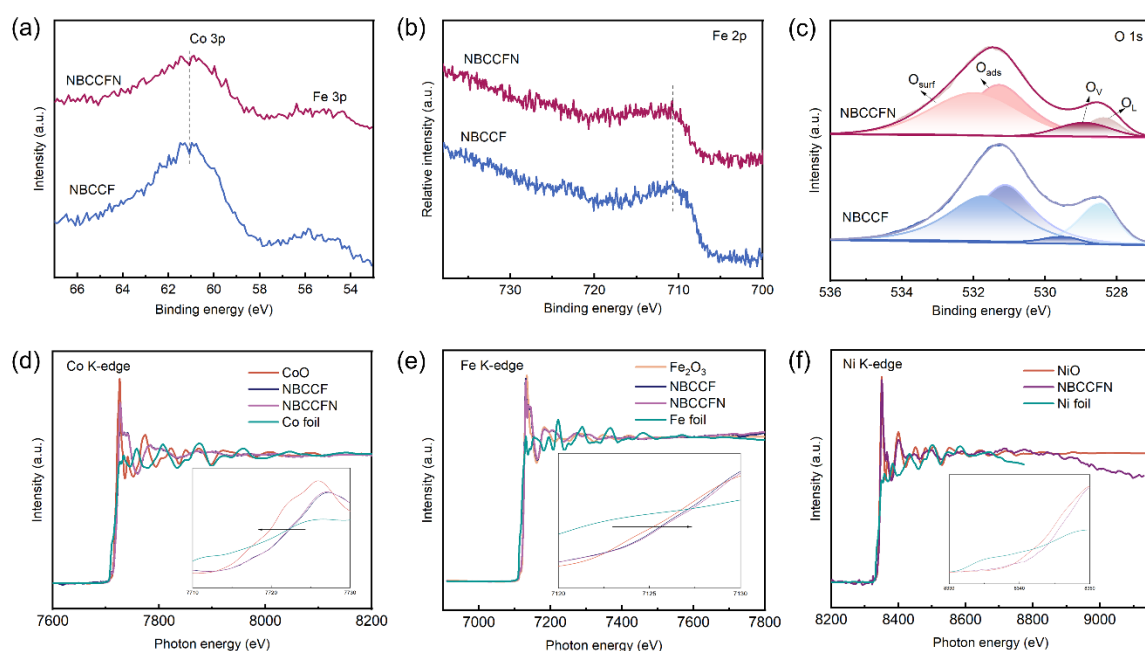 (a)
Co 3p
NBCCFN
Fe 3p
NBCCF
Intensity (a.u.)
66 64 62 60 58 56 54
Binding energy (eV)
(b)
Fe 2p
NBCCFN
NBCCF
Relative intensity (a.u.)
730 720 710 700
Binding energy (eV)
(c)
O 1s
Osurf
Oads
OV
OL
NBCCFN
NBCCF
Intensity (a.u.)
536 534 532 530 528
Binding energy (eV)
(d)
Co K-edge
CoO
NBCCF
NBCCFN
Co foil
Intensity (a.u.)
7710 7720 7730
7600 7800 8000 8200
Photon energy (eV)
(e)
Fe K-edge
Fe2O3
NBCCF
NBCCFN
Fe foil
Intensity (a.u.)
7120 7125 7130
7000 7200 7400 7600 7800
Photon energy (eV)
(f)
Ni K-edge
NiO
NBCCFN
Ni foil
Intensity (a.u.)
8340
8200 8400 8600 8800 9000
Photon energy (eV)